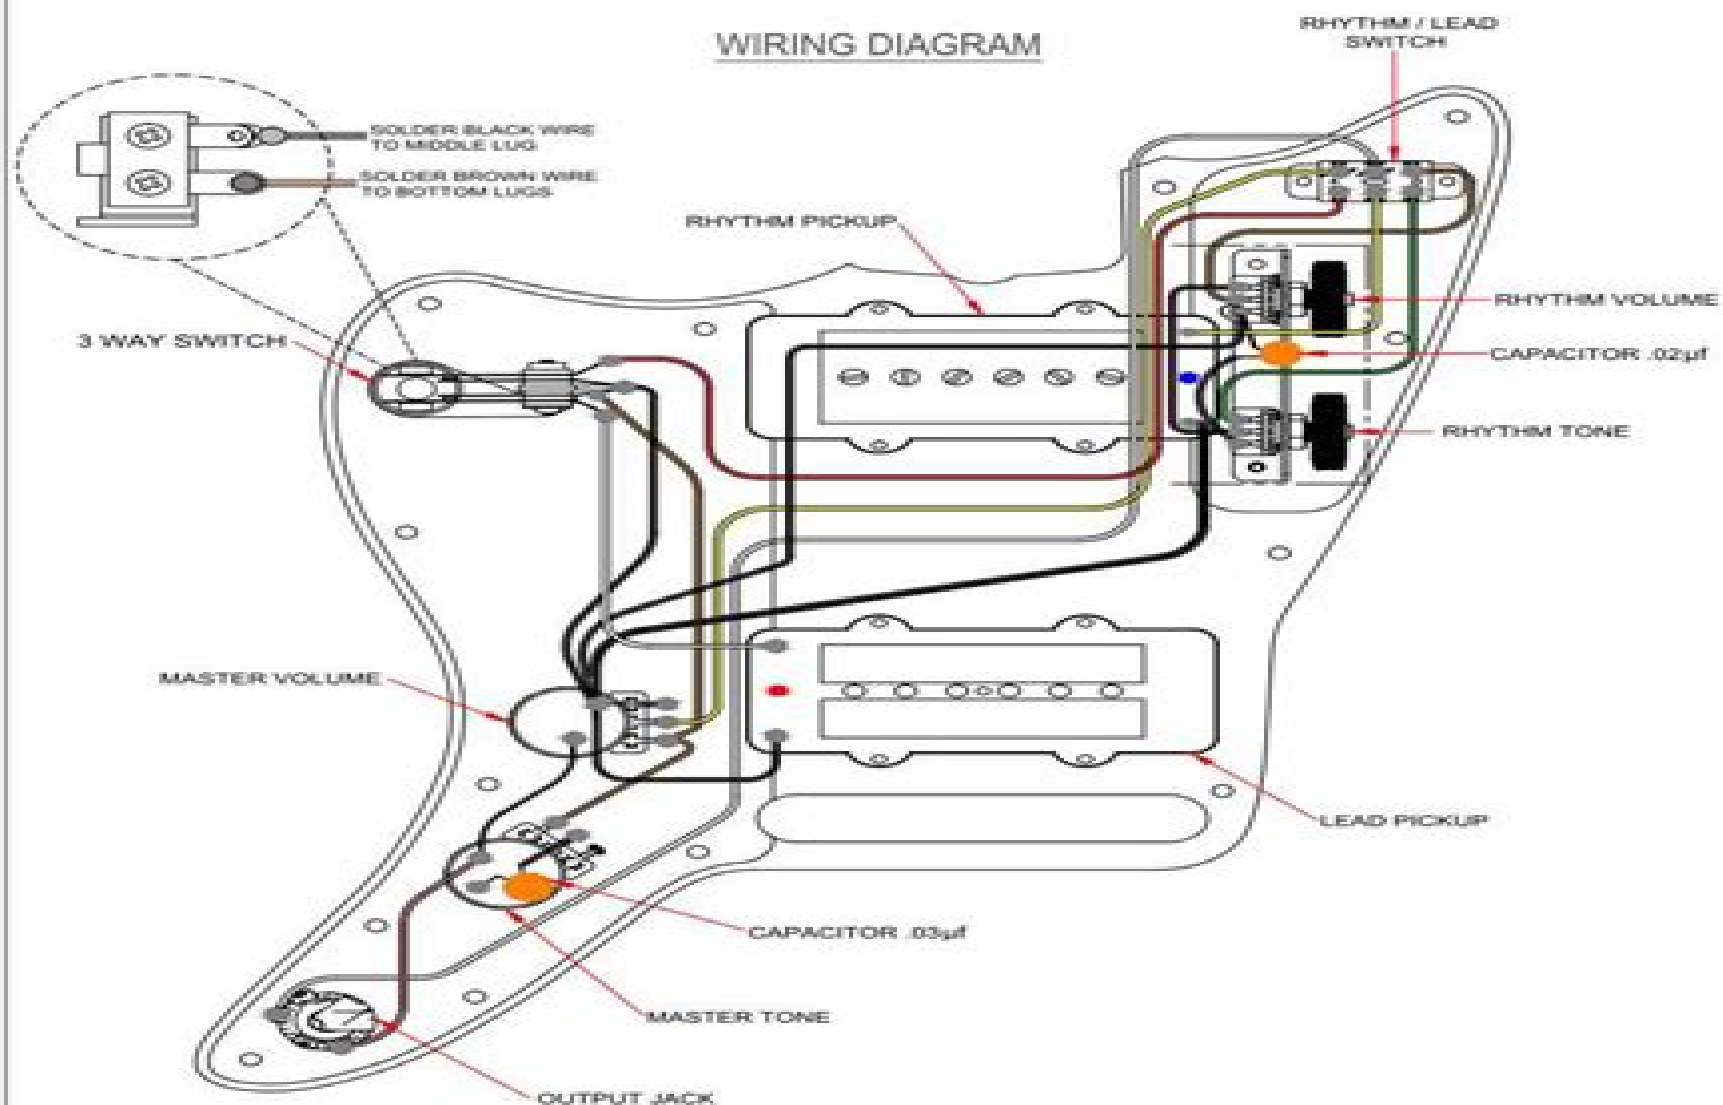 WIRING DIAGRAM
RHYTHM / LEAD
SWITCH
SOLDER BLACK WIRE
TO MIDDLE LUG
SOLDER BROWN WIRE
TO BOTTOM LUGS
RHYTHM PICKUP
RHYTHM VOLUME
3 WAY SWITCH
CAPACITOR .02µf
RHYTHM TONE
MASTER VOLUME
LEAD PICKUP
CAPACITOR .03µf
MASTER TONE
OUTPUT JACK